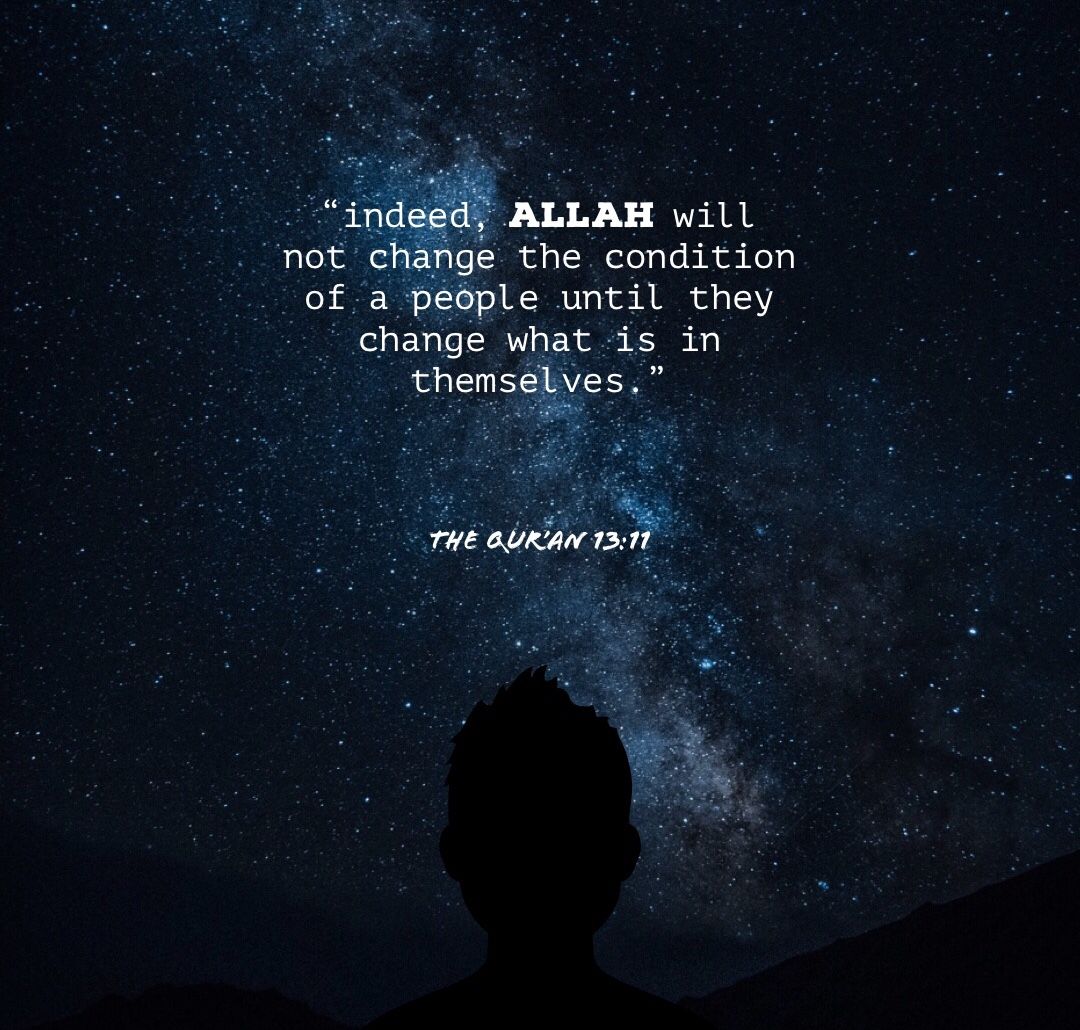 “indeed, ALLAH will
not change the condition
of a people until they
change what is in
themselves.”
THE QUR'AN 13:11